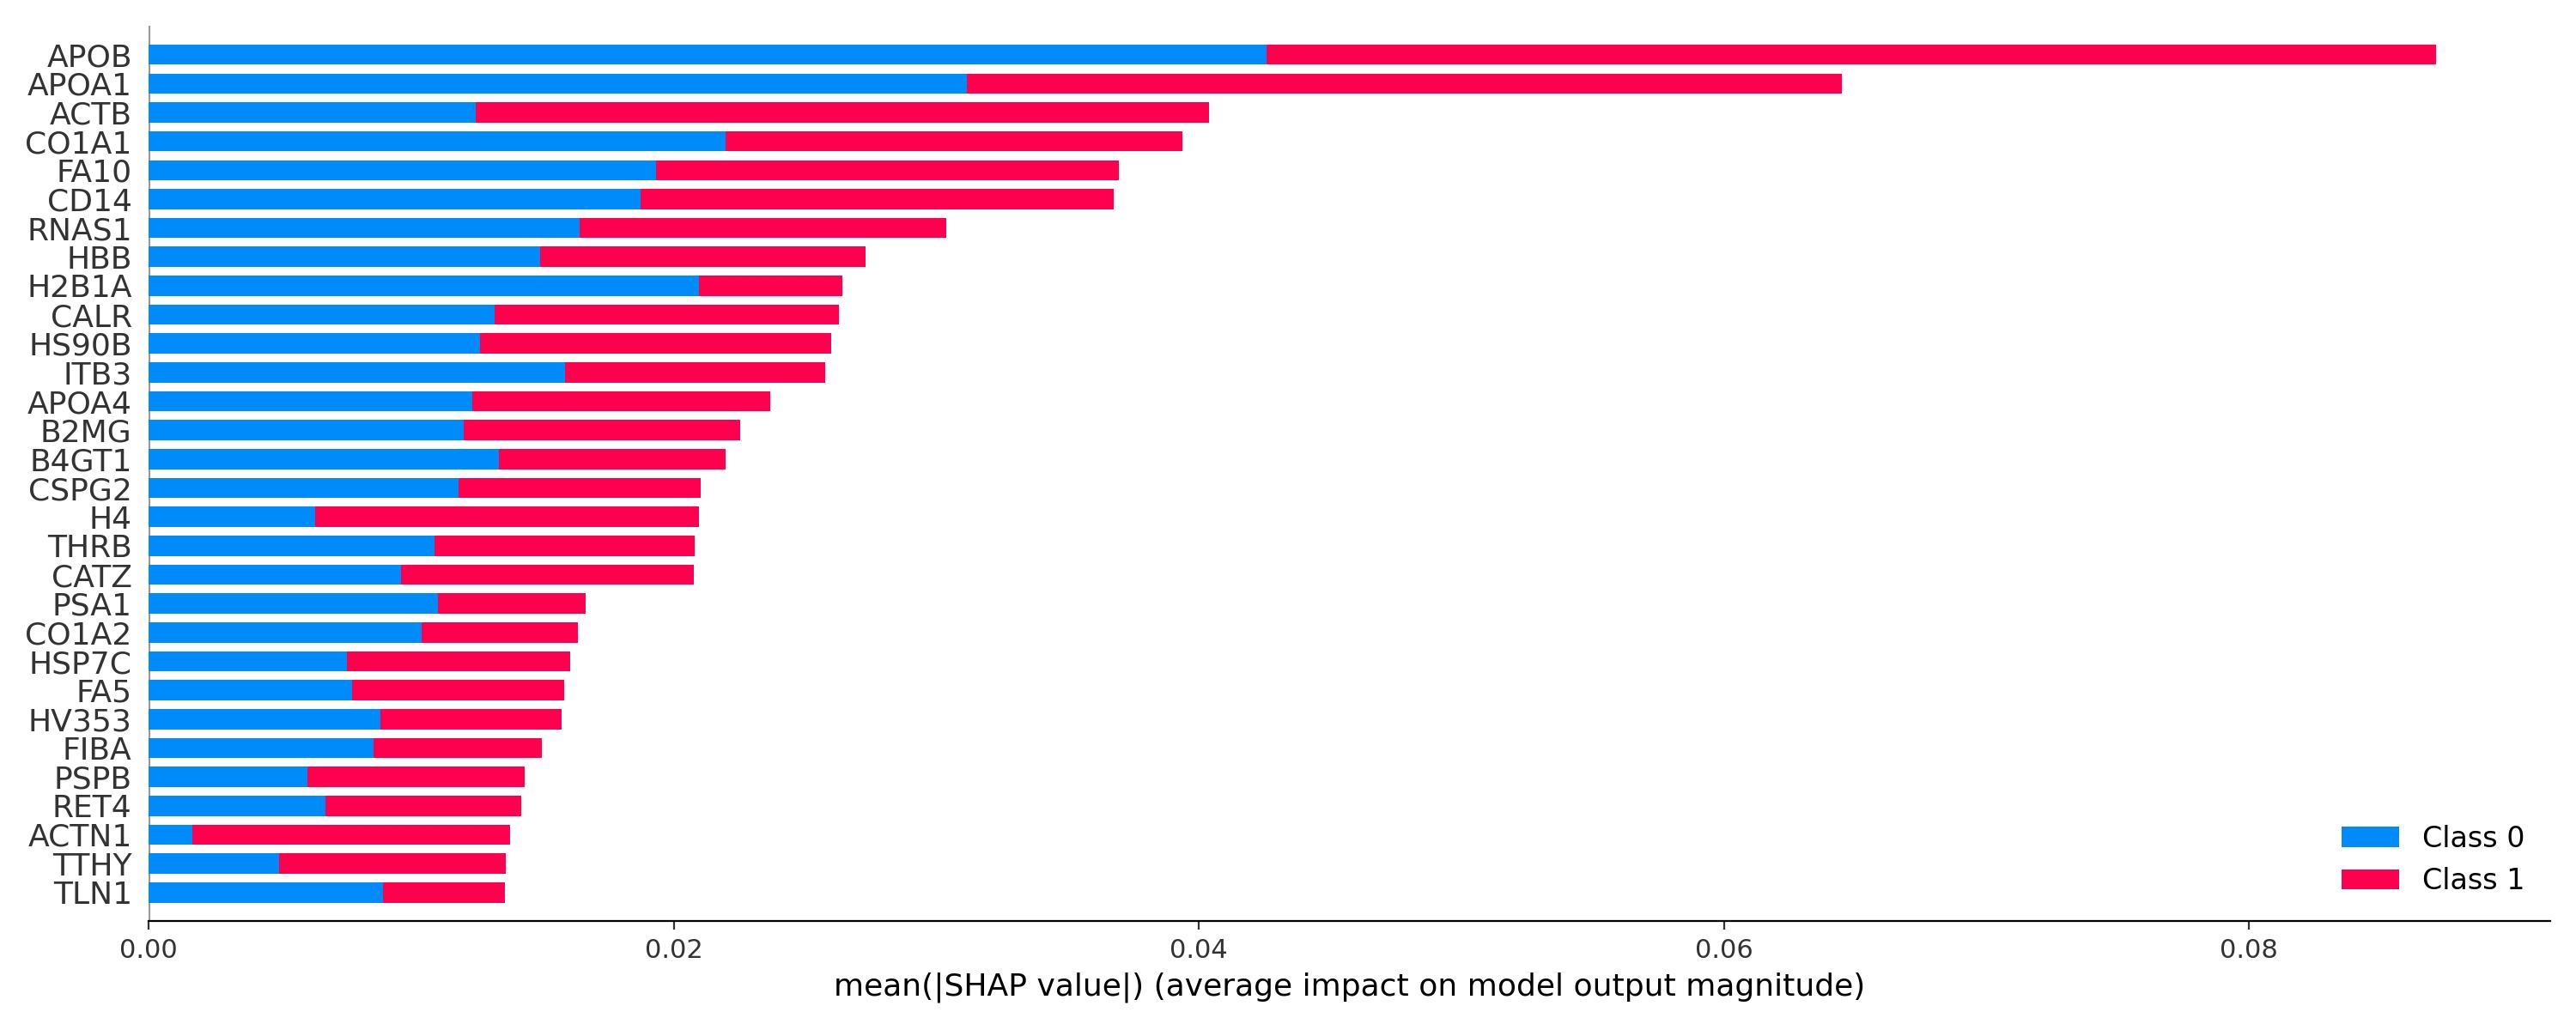 APOB
APOA1
ACTB
CO1A1
FA10
CD14
RNAS1
HBB
H2B1A
CALR
HS90B
ITB3
APOA4
B2MG
B4GT1
CSPG2
H4
THRB
CATZ
PSA1
CO1A2
HSP7C
FA5
HV353
FIBA
PSPB
RET4
ACTN1
TTHY
TLN1
Class 0
Class 1
0.00 0.02 0.04 0.06 0.08
mean(|SHAP value|) (average impact on model output magnitude)